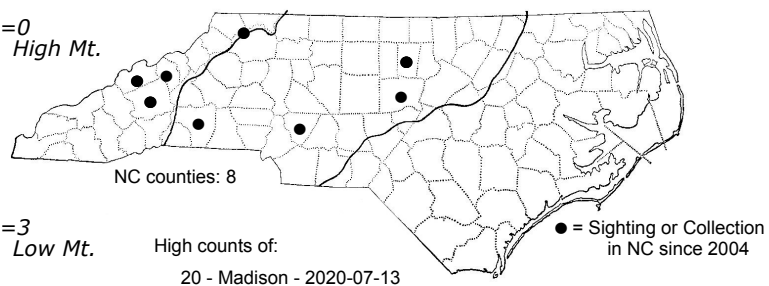 =0
High Mt.
NC counties: 8
=3
Low Mt.
High counts of:
20 - Madison - 2020-07-13
● = Sighting or Collection
in NC since 2004